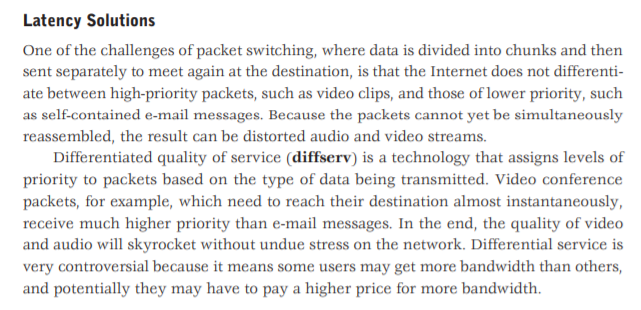 Latency Solutions
One of the challenges of packet switching, where data is divided into chunks and then
sent separately to meet again at the destination, is that the Internet does not differenti-
ate between high-priority packets, such as video clips, and those of lower priority, such
as self-contained e-mail messages. Because the packets cannot yet be simultaneously
reassembled, the result can be distorted audio and video streams.
Differentiated quality of service (diffserv) is a technology that assigns levels of
priority to packets based on the type of data being transmitted. Video conference
packets, for example, which need to reach their destination almost instantaneously,
receive much higher priority than e-mail messages. In the end, the quality of video
and audio will skyrocket without undue stress on the network. Differential service is
very controversial because it means some users may get more bandwidth than others,
and potentially they may have to pay a higher price for more bandwidth.